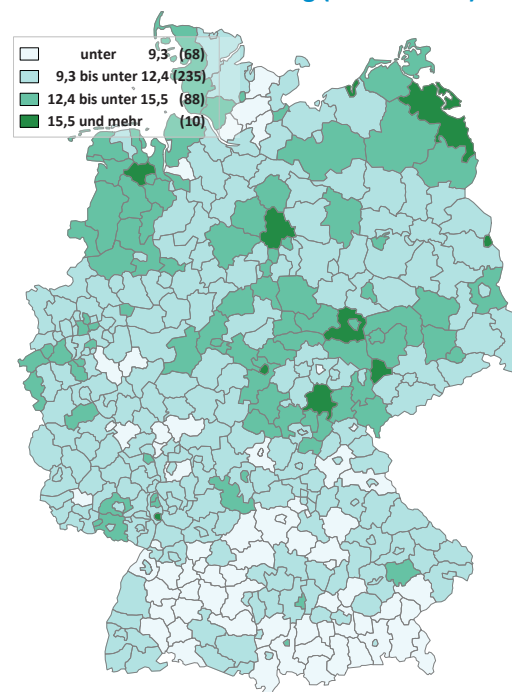 unter 9,3 (68)
9,3 bis unter 12,4 (235)
12,4 bis unter 15,5 (88)
15,5 und mehr (10)